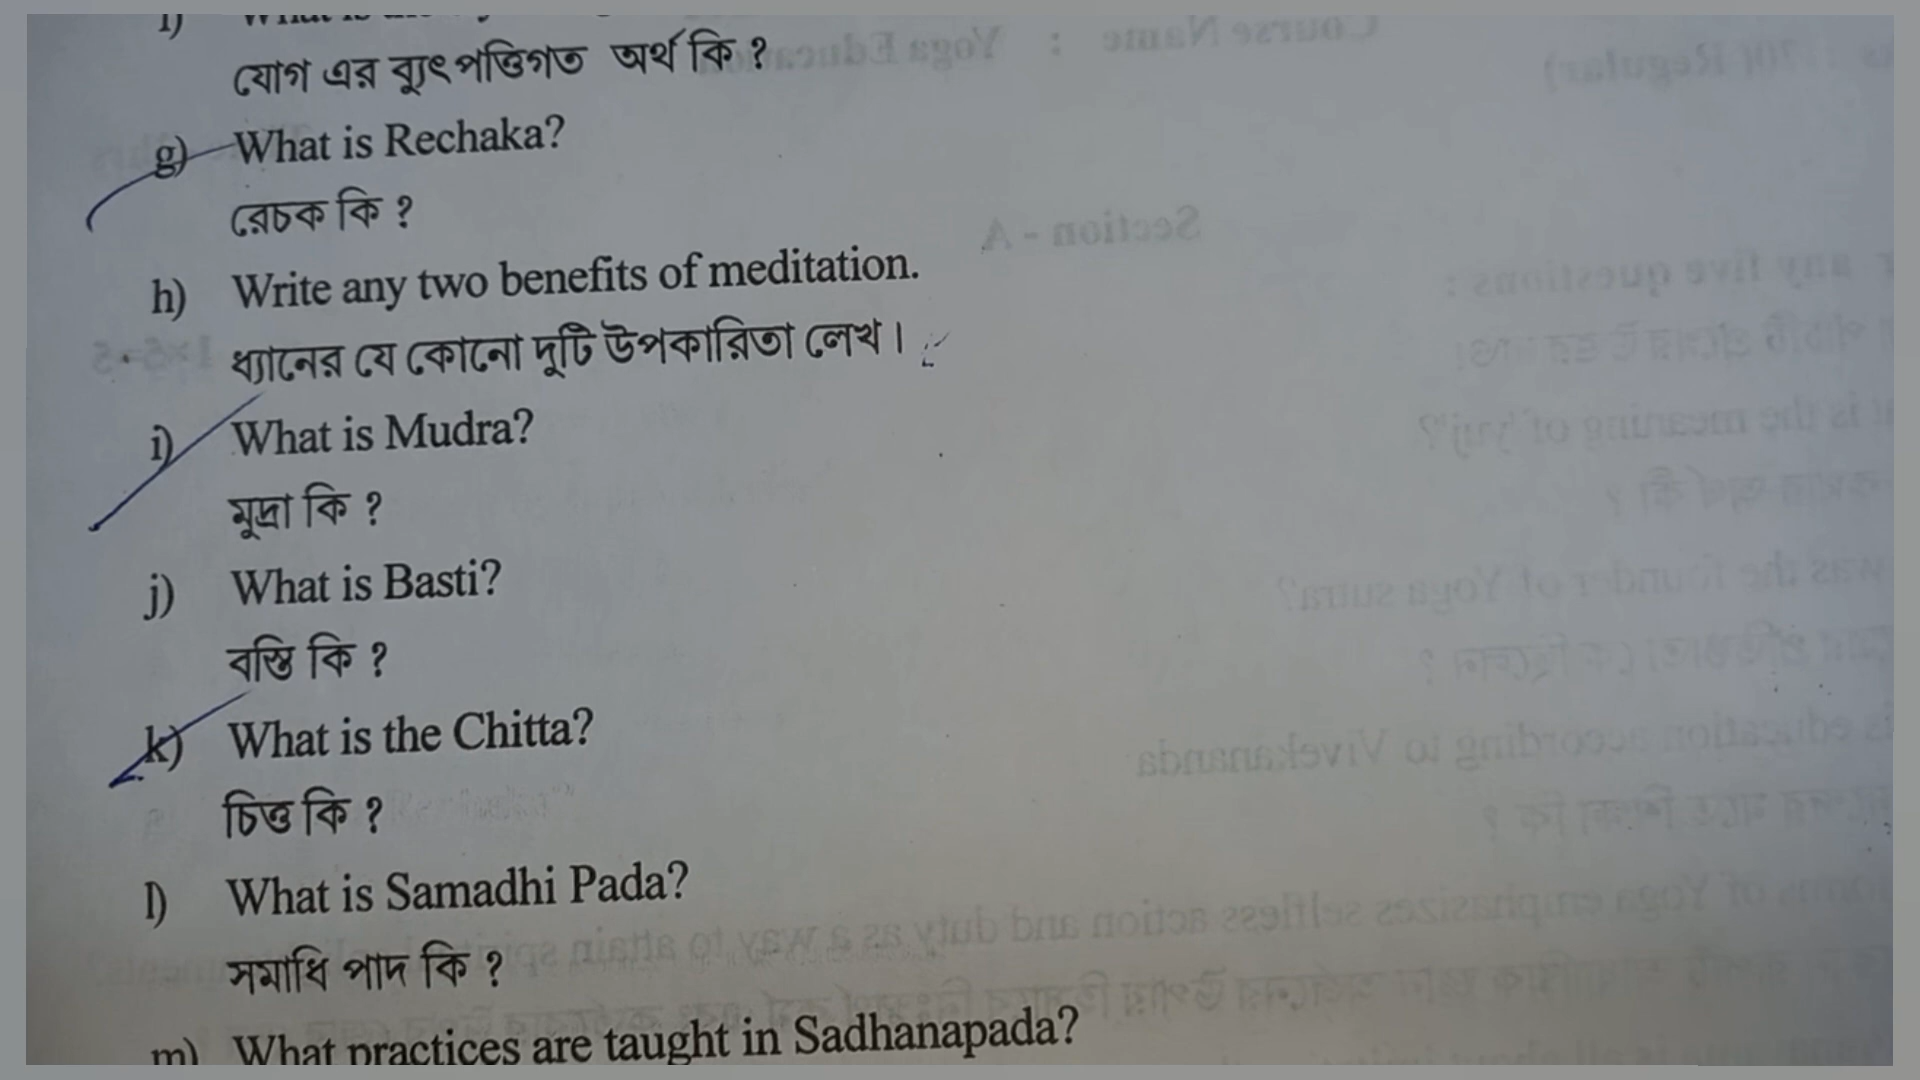 যোগ এর ব্যুৎপত্তিগত অর্থ কি ?
g) What is Rechaka?
রেচক কি ?
h) Write any two benefits of meditation.
ধ্যানের যে কোনো দুটি উপকারিতা লেখ।
i) What is Mudra?
মুদ্রা কি ?
j) What is Basti?
বস্তি কি ?
k) What is the Chitta?
চিত্ত কি ?
l) What is Samadhi Pada?
সমাধি পাদ কি ?
m) What practices are taught in Sadhanapada?